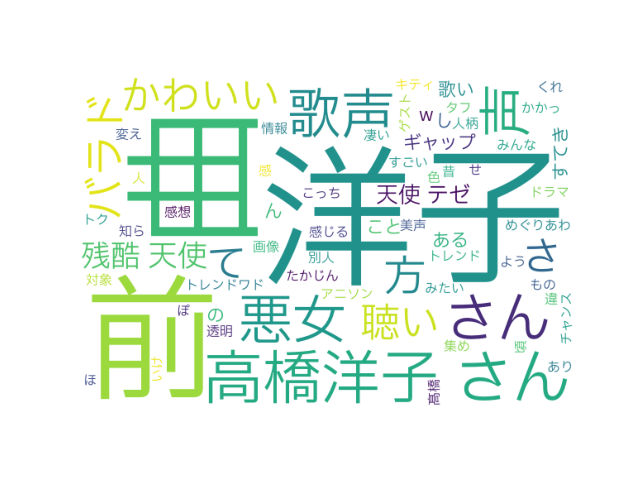 かわいい
歌声
声
キティ
歌い
くれ
ゲスト
タフ
かかっ
w
し
人柄
バラド
変え
情報
凄い
ギャップ
みんな
すてき
曲
洋子
人
感
すごい
昔
せ
感想
こっち
色
ドラマ
トク
ん
天使 テゼ
知ら
感じる
美声
こと
ある
めぐりあわ
残酷 天使
て
画像
別人
トレンド
さ
方
よう
対象
たかじん
みたい
もの
トレンドワド
アニソン
違
前
ぽ
の
悪女
聴い
さん
チャンス
透明
集め
高橋洋子
さん
あり
ほ
髙橋